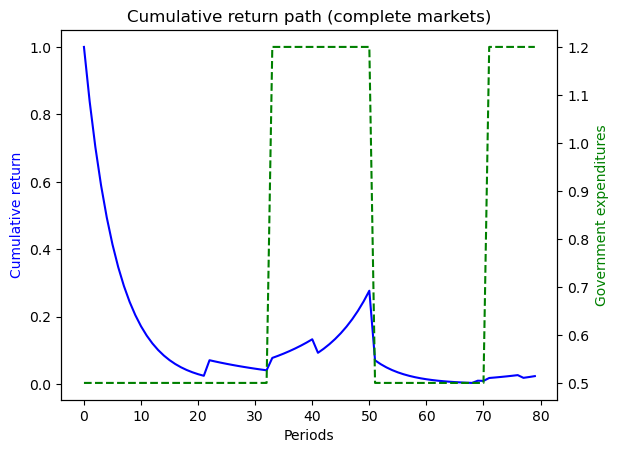 Cumulative return path (complete markets)
Cumulative return
1.0
0.8
0.6
0.4
0.2
0.0
1.2
1.1
1.0
0.9
0.8
0.7
0.6
0.5
Government expenditures
0 10 20 30 40 50 60 70 80
Periods